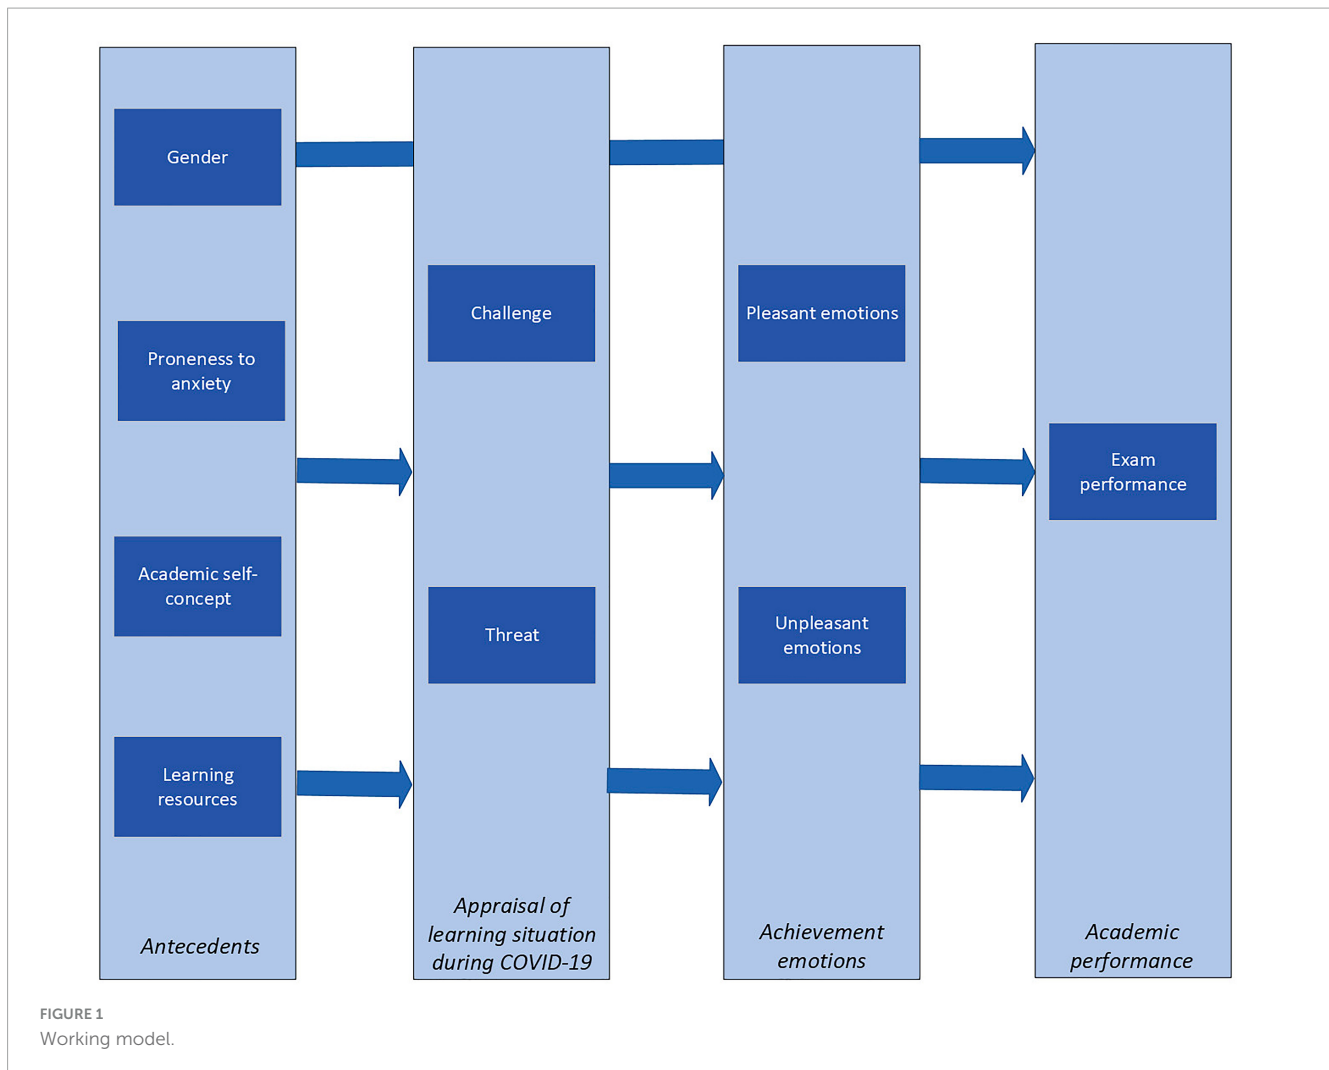 Gender
Proneness to
anxiety
Academic self-
concept
Learning
resources
Antecedents
Challenge
Threat
Appraisal of
learning situation
during COVID-19
Pleasant emotions
Unpleasant
emotions
Achievement
emotions
Exam
performance
Academic
performance
FIGURE 1
Working model.